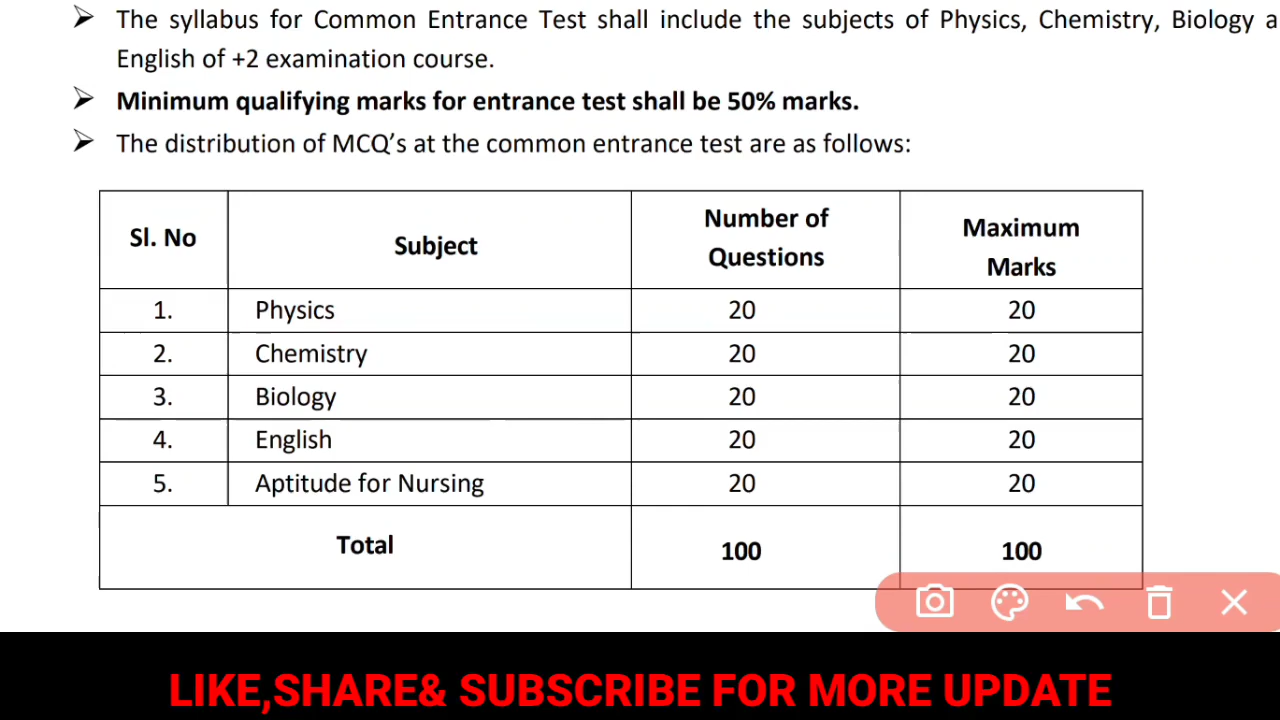 ➢ The syllabus for Common Entrance Test shall include the subjects of Physics, Chemistry, Biology a
English of +2 examination course.
➢ Minimum qualifying marks for entrance test shall be 50% marks.
➢ The distribution of MCQ's at the common entrance test are as follows:
Sl. No Subject Number of Questions Maximum Marks
1. Physics 20 20
2. Chemistry 20 20
3. Biology 20 20
4. English 20 20
5. Aptitude for Nursing 20 20
Total 100 100
LIKE,SHARE& SUBSCRIBE FOR MORE UPDATE